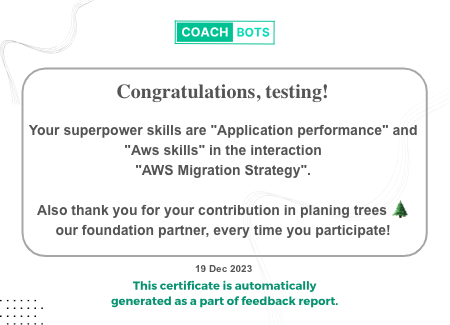 COACH BOTS
Congratulations, testing!
Your superpower skills are "Application performance" and
"Aws skills" in the interaction
"AWS Migration Strategy".
Also thank you for your contribution in planing trees 🌲
our foundation partner, every time you participate!
19 Dec 2023
This certificate is automatically
generated as a part of feedback report.